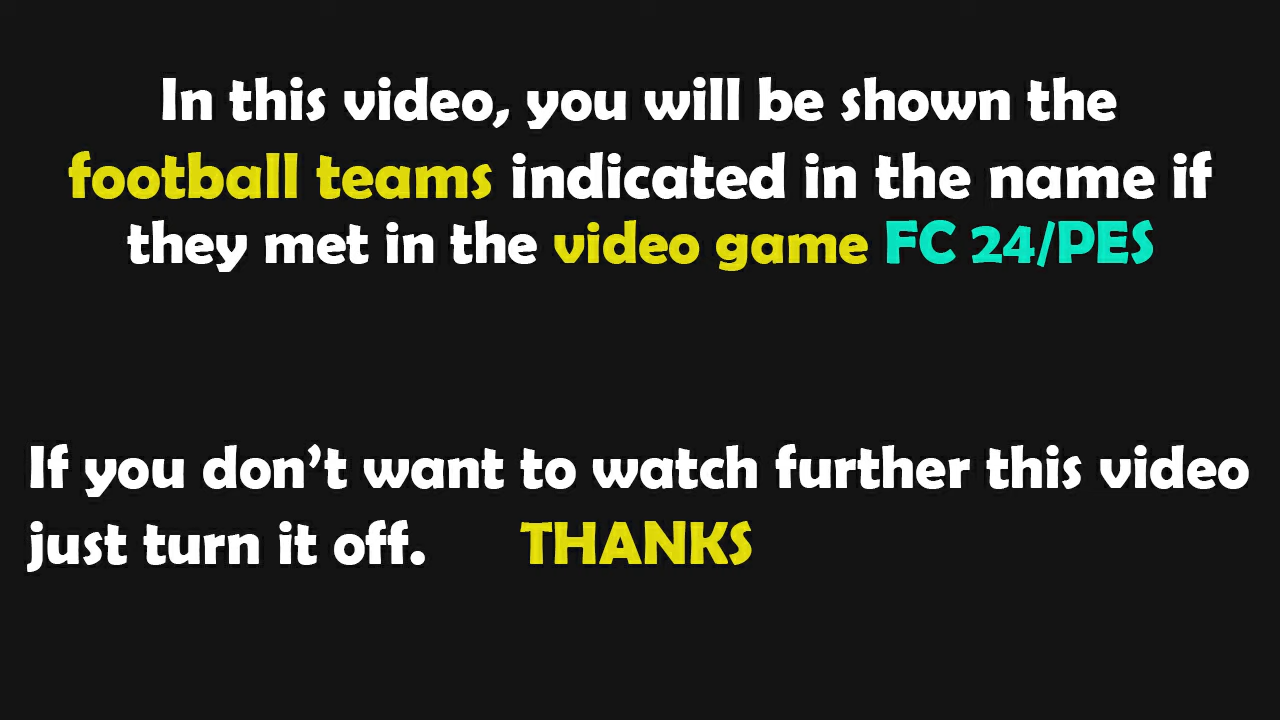 In this video, you will be shown the
football teams indicated in the name if
they met in the video game FC 24/PES
If you don’t want to watch further this video
just turn it off. THANKS